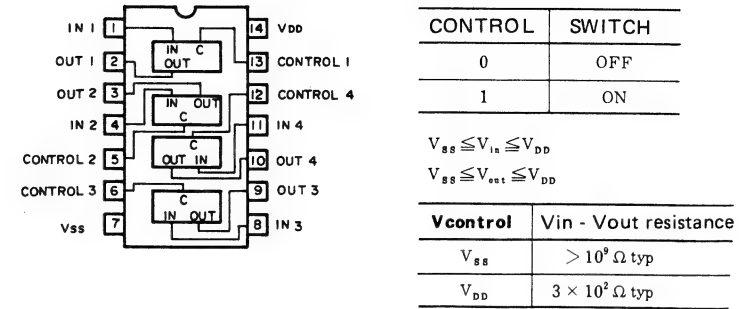 IN 1 1
OUT 1 2
OUT 2 3
IN 2 4
CONTROL 2 5
CONTROL 3 6
Vss 7
14 VDD
13 CONTROL 1
12 CONTROL 4
11 IN 4
10 OUT 4
9 OUT 3
8 IN 3
IN C
OUT
IN OUT
C
C
OUT IN
C
IN OUT
CONTROL SWITCH
0 OFF
1 ON
VSS≦Vin≦VDD
VSS≦Vout≦VDD
Vcontrol Vin - Vout resistance
VSS > 10⁹ Ω typ
VDD 3 × 10² Ω typ